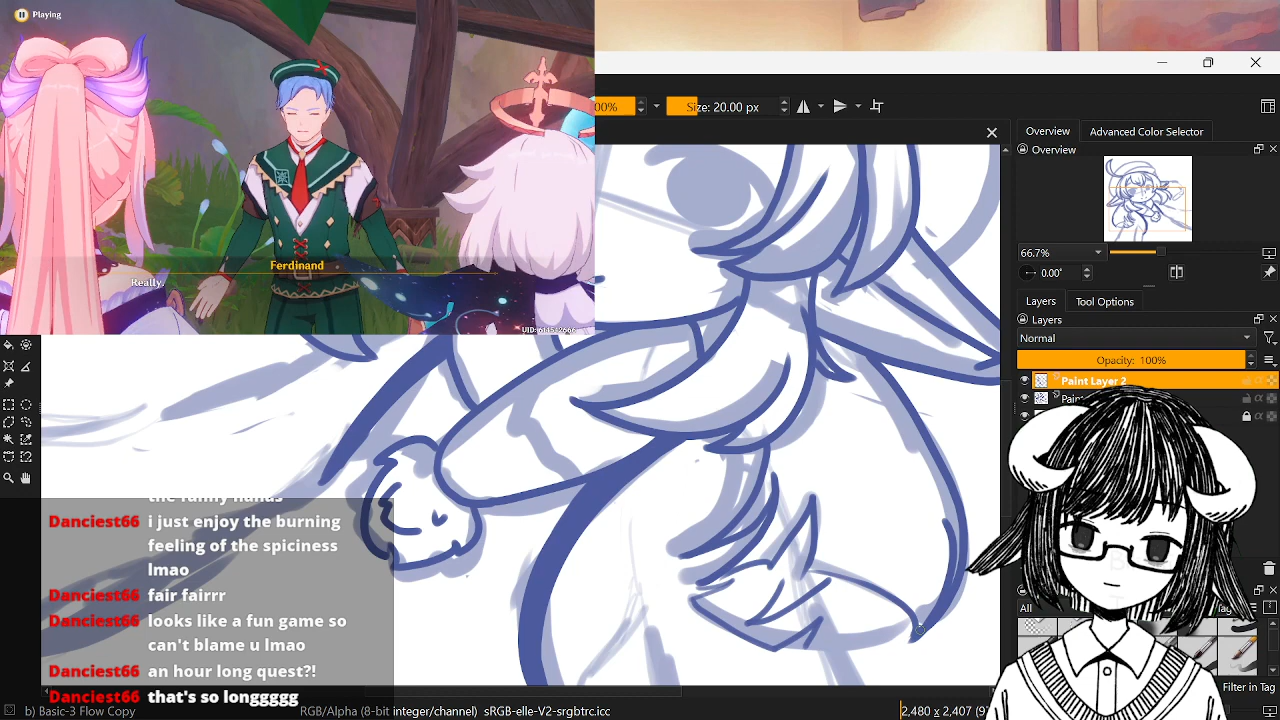 Playing
Ferdinand
Really.
00%
Size: 20.00 px
Overview
Advanced Color Selector
Overview
66.7%
0.00°
Layers
Tool Options
Layers
Normal
Opacity: 100%
Paint Layer 2
the funny hands
Danciest66 i just enjoy the burning
feeling of the spiciness
lmao
Danciest66 fair fairrr
Danciest66 looks like a fun game so
can't blame u lmao
Danciest66 an hour long quest?!
Danciest66 that's so longgggg
All
Filter in Tag
b) Basic-3 Flow Copy
RGB/Alpha (8-bit integer/channel) sRGB-elle-V2-srgbtrc.icc
2,480 x 2,407